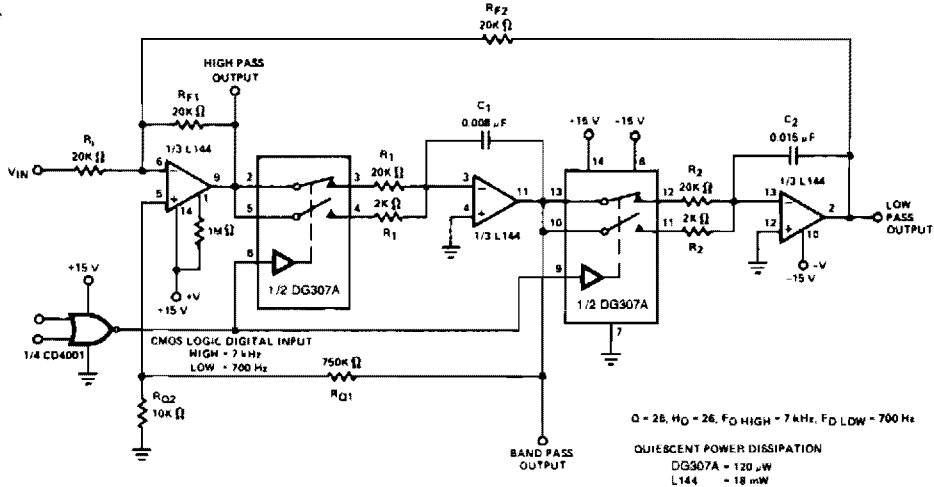 RF2
20K Ω
HIGH PASS
OUTPUT
RF1
20K Ω
C1
0.008 μF
+15 V
-15 V
C2
0.015 μF
RI
20K Ω
1/3 L144
VIN
6
5
9
1
14
1M Ω
+V
+15 V
2
5
3
4
6
1/2 DG307A
R1
20K Ω
2K Ω
R1
3
4
11
1/3 L144
14
8
13
10
12
11
9
1/2 DG307A
7
R2
20K Ω
2K Ω
R2
1/3 L144
13
12
2
10
-V
-15 V
LOW
PASS
OUTPUT
+15 V
1/4 CD4001
CMOS LOGIC DIGITAL INPUT
HIGH = 7 kHz
LOW = 700 Hz
750K Ω
RQ1
RQ2
10K Ω
BAND PASS
OUTPUT
Q = 26, HO = 26, FO HIGH = 7 kHz, FO LOW = 700 Hz
QUIESCENT POWER DISSIPATION
DG307A = 120 μW
L144 = 18 mW